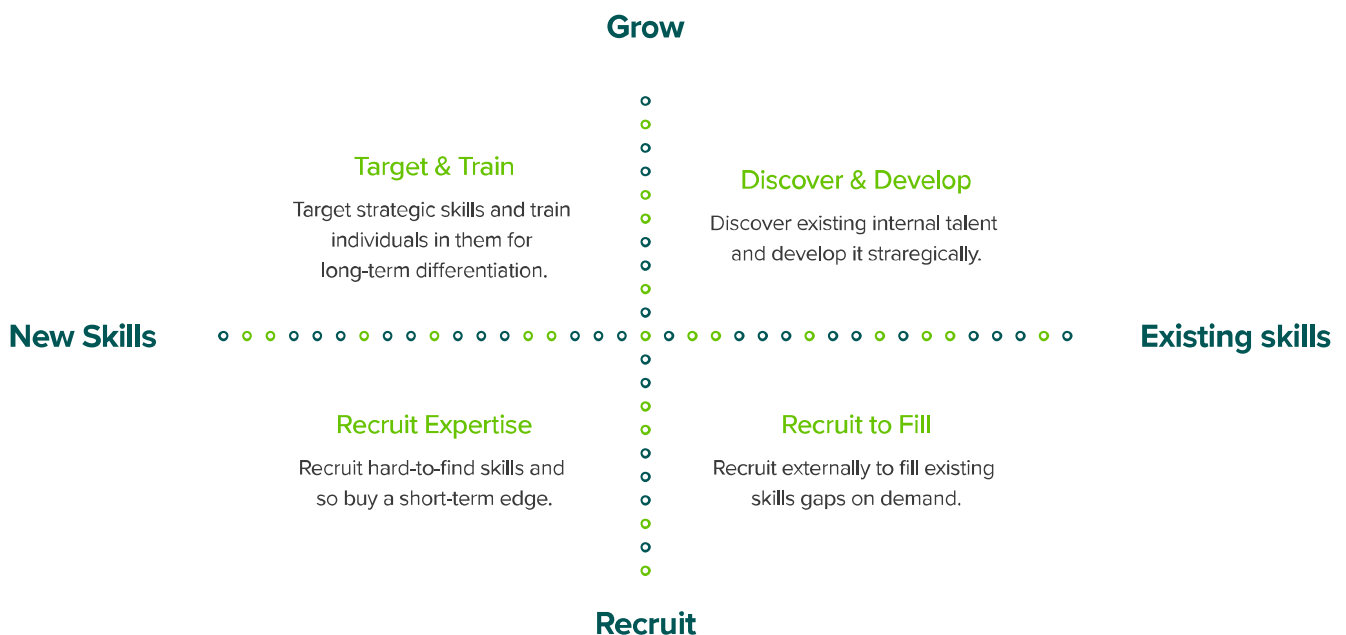 Grow
Target & Train
Target strategic skills and train
individuals in them for
long-term differentiation.
Discover & Develop
Discover existing internal talent
and develop it straregically.
New Skills
Existing skills
Recruit Expertise
Recruit hard-to-find skills and
so buy a short-term edge.
Recruit to Fill
Recruit externally to fill existing
skills gaps on demand.
Recruit